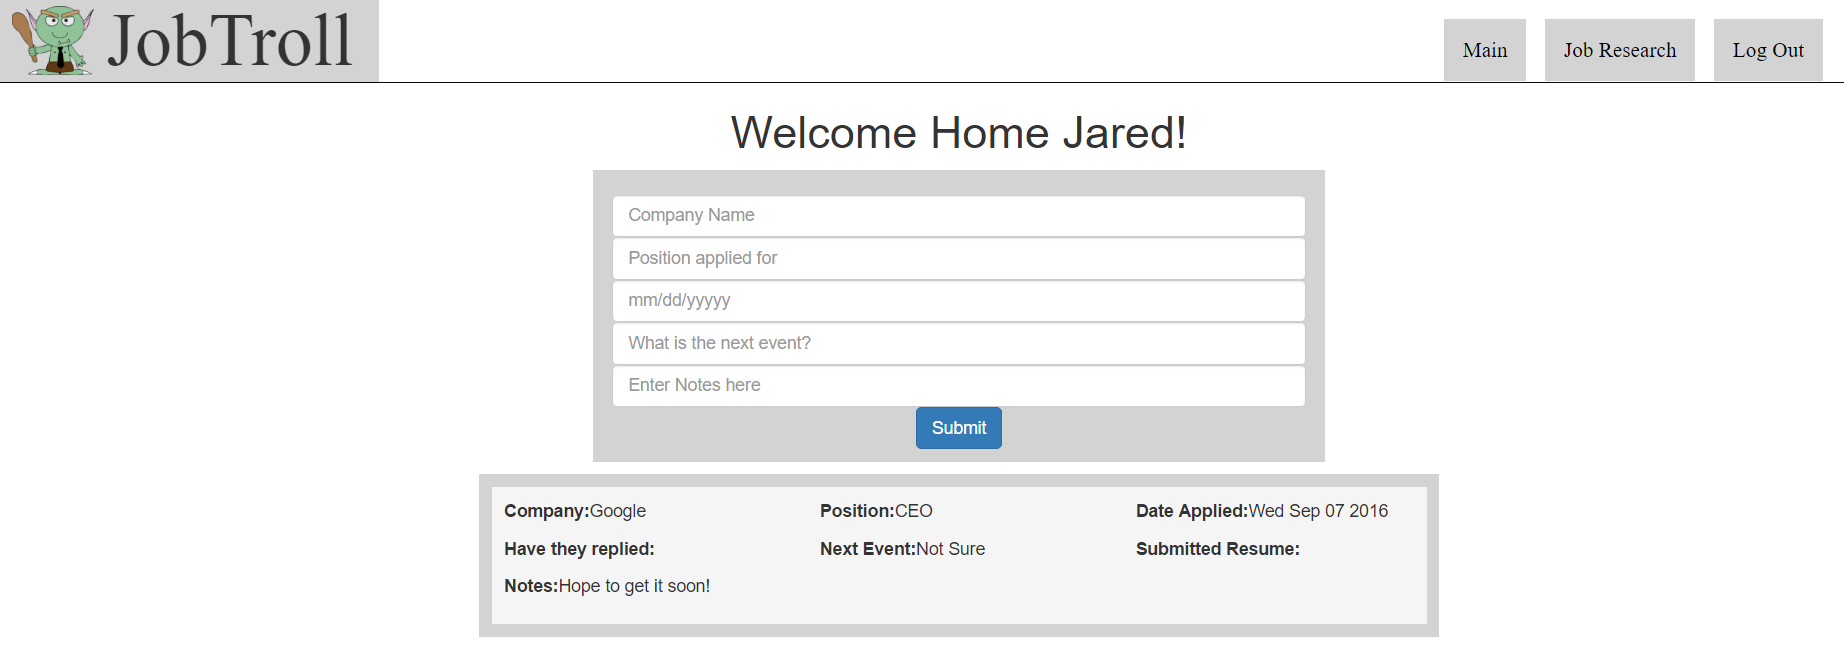 JobTroll
Main
Job Research
Log Out
Welcome Home Jared!
Company Name
Position applied for
mm/dd/yyyyy
What is the next event?
Enter Notes here
Submit
Company:Google
Position:CEO
Date Applied:Wed Sep 07 2016
Have they replied:
Next Event:Not Sure
Submitted Resume:
Notes:Hope to get it soon!